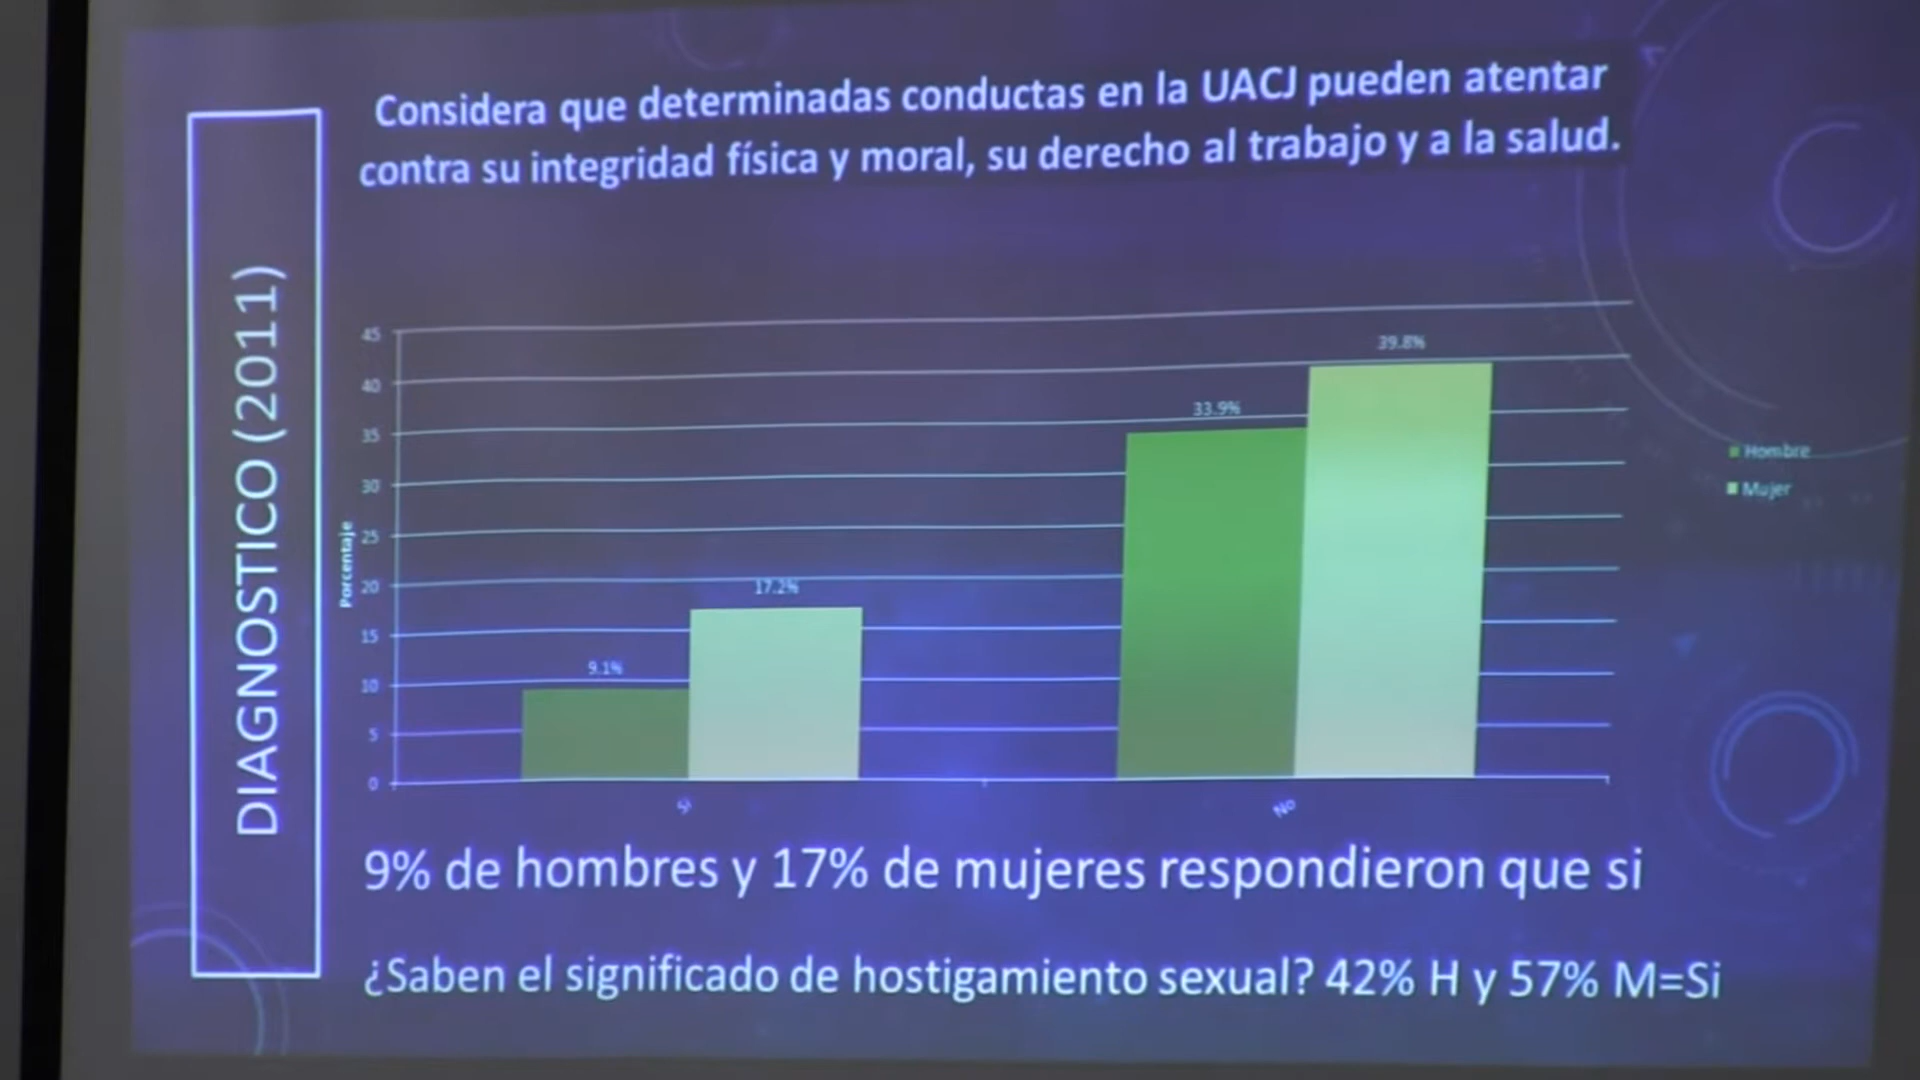 Considera que determinadas conductas en la UACJ pueden atentar
contra su integridad física y moral, su derecho al trabajo y a la salud.
DIAGNOSTICO (2011)
Porcentaje
45
40
35
30
25
20
15
10
5
0
9.1%
17.2%
33.9%
39.8%
Si
No
Hombre
Mujer
9% de hombres y 17% de mujeres respondieron que si
¿Saben el significado de hostigamiento sexual? 42% H y 57% M=Si